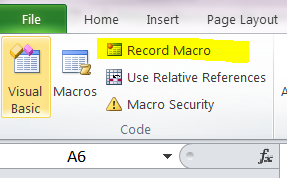 File Home Insert Page Layout
Visual Basic
Macros
Record Macro
Use Relative References
Macro Security
Code
A6 fx